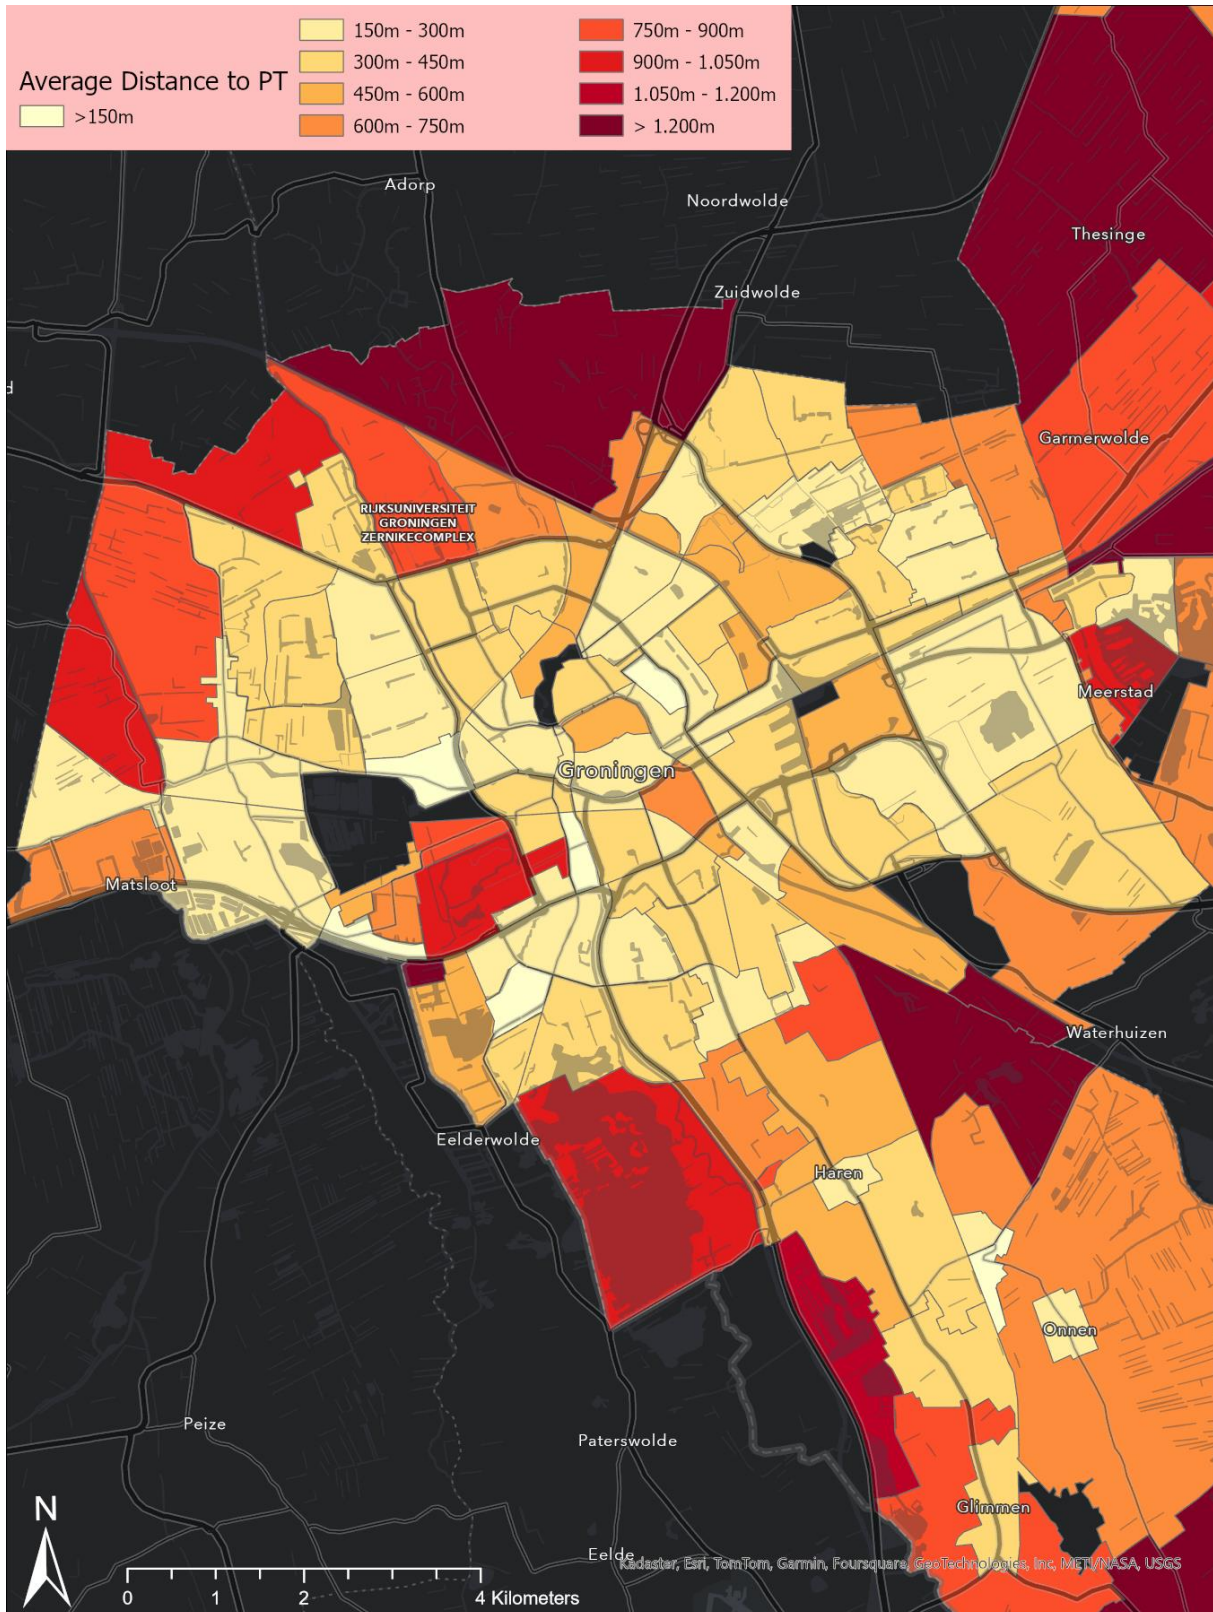 Average Distance to PT
>150m
150m - 300m
300m - 450m
450m - 600m
600m - 750m
750m - 900m
900m - 1.050m
1.050m - 1.200m
> 1.200m
Adorp
Noordwolde
Thesinge
Zuidwolde
d
Garmerwolde
RIJKSUNIVERSITEIT
GRONINGEN
ZERNIKECOMPLEX
Meerstad
Groningen
Matsloot
Waterhuizen
Eelderwolde
Haren
Onnen
Peize
Paterswolde
Glimmen
N
Eelde
Kadaster, Esri, TomTom, Garmin, Foursquare, GeoTechnologies, Inc, METI/NASA, USGS
0 1 2 4 Kilometers